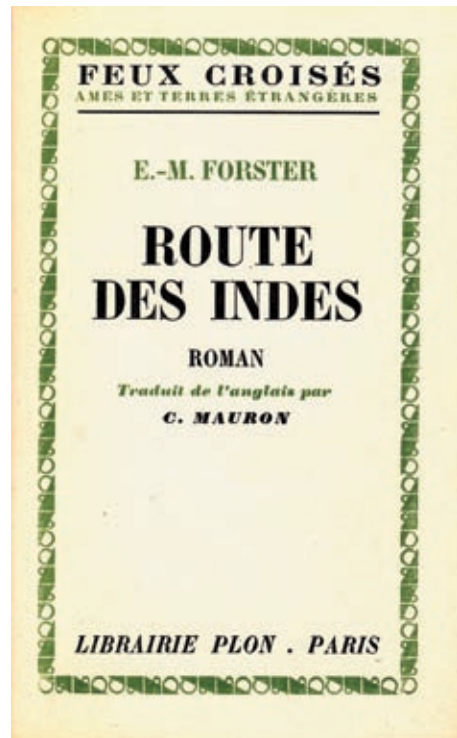 FEUX CROISÉS
AMES ET TERRES ÉTRANGÈRES
E.-M. FORSTER
ROUTE
DES INDES
ROMAN
Traduit de l'anglais par
C. MAURON
LIBRAIRIE PLON . PARIS